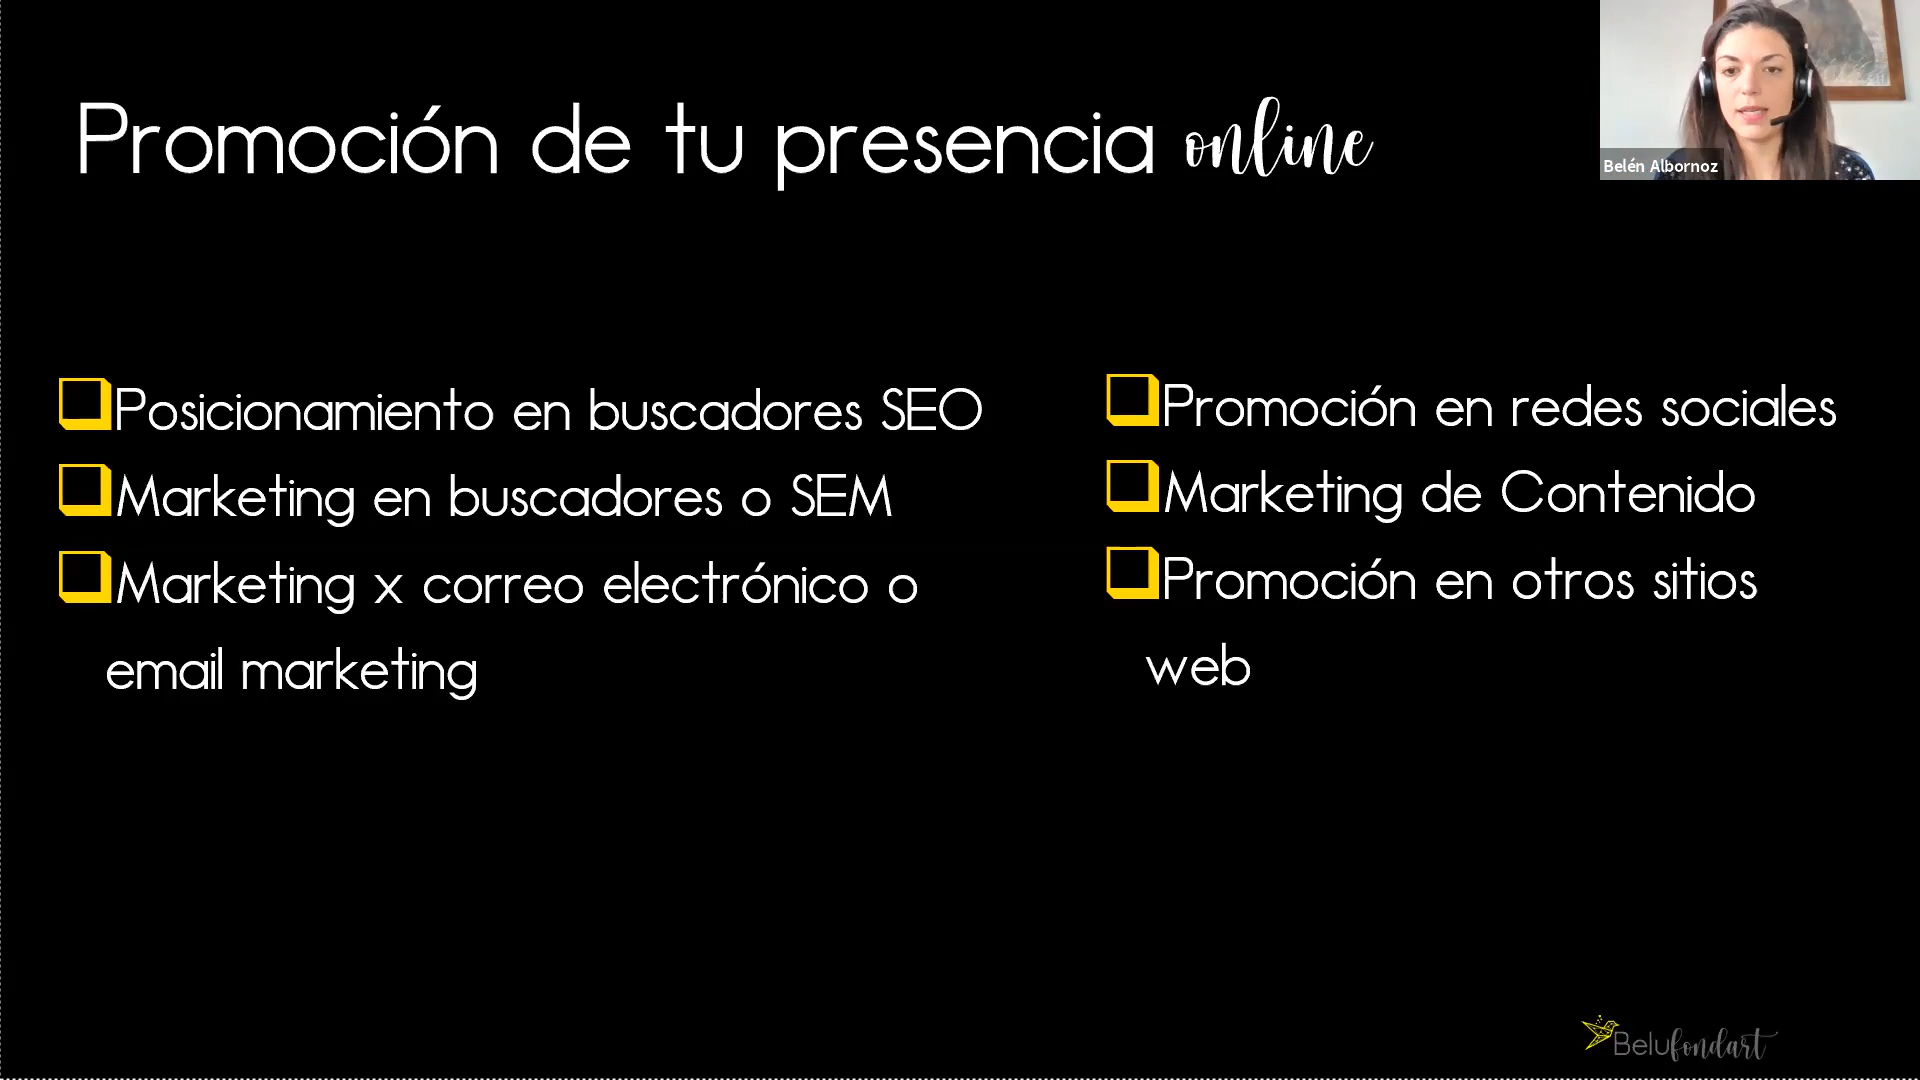 Promoción de tu presencia online
Belén Albornoz
Posicionamiento en buscadores SEO
Marketing en buscadores o SEM
Marketing x correo electrónico o
email marketing
Promoción en redes sociales
Marketing de Contenido
Promoción en otros sitios
web
Belufondart